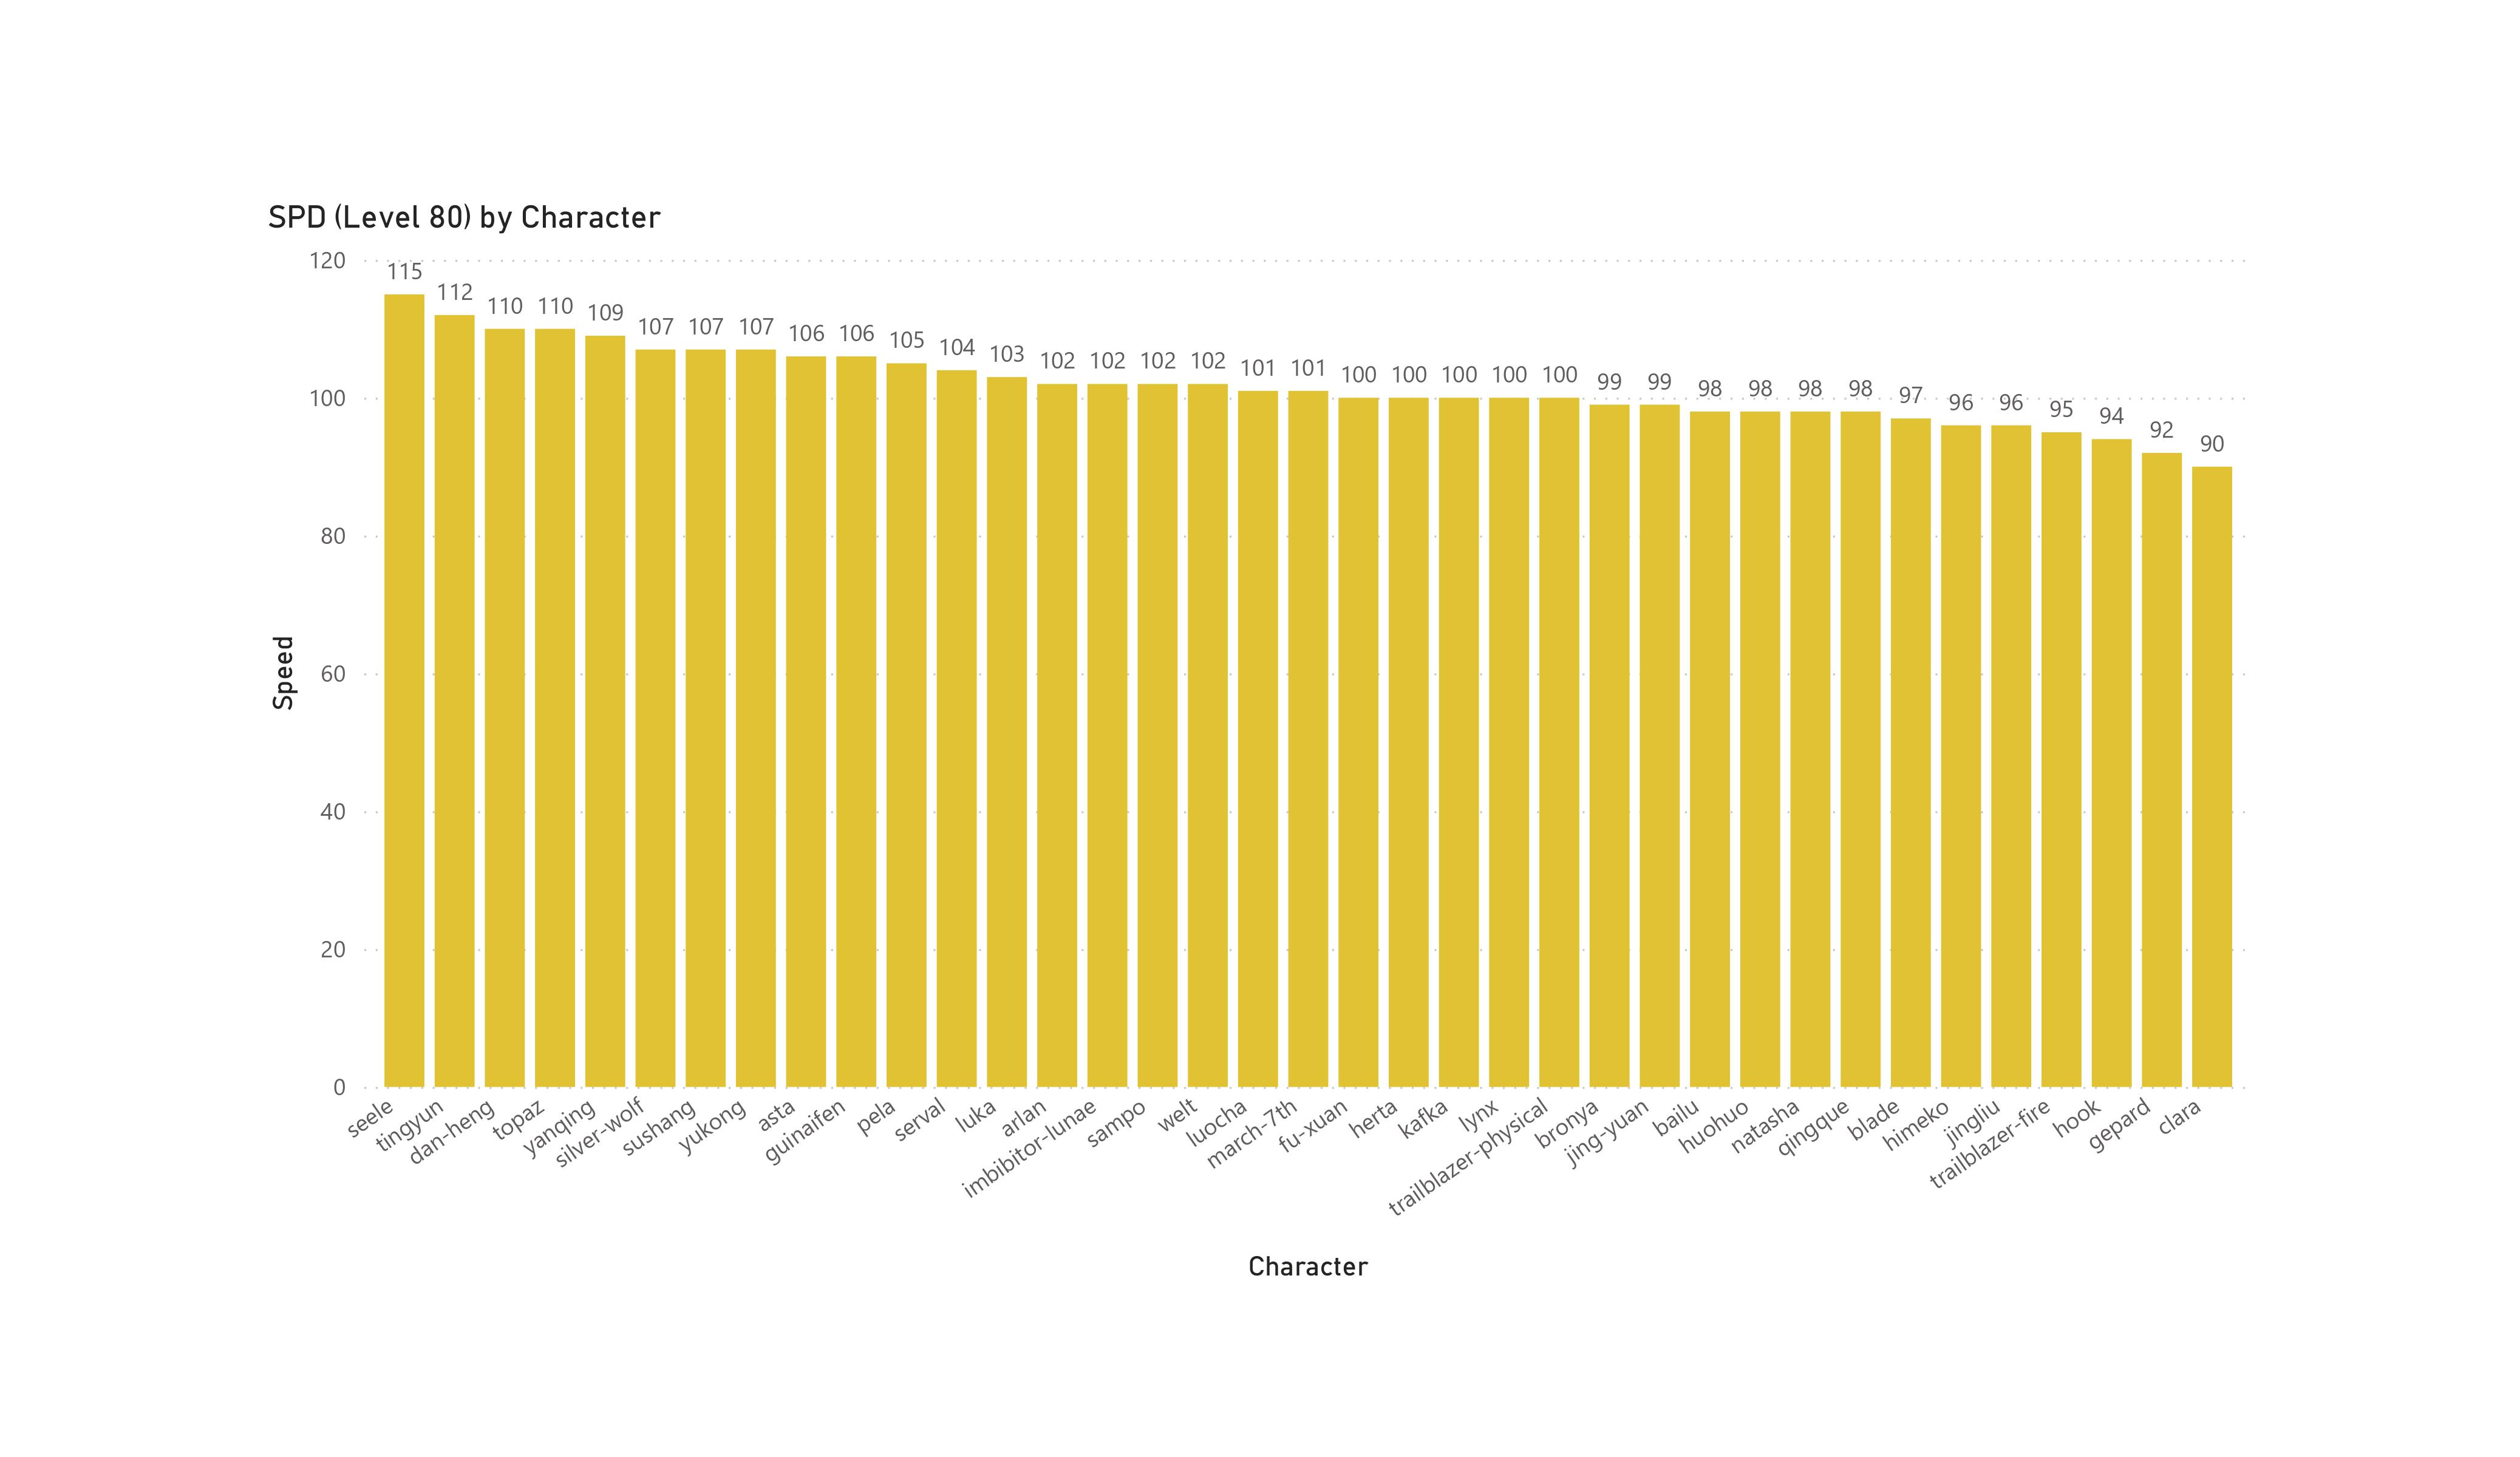 SPD (Level 80) by Character
120
100
80
60
40
20
0
Speed
115
112
110
110
109
107
107
107
106
106
105
104
103
102
102
102
102
101
101
100
100
100
100
100
99
99
98
98
98
98
97
96
96
95
94
92
90
seele
tingyun
dan-heng
topaz
yanqing
silver-wolf
sushang
yukong
asta
guinaifen
pela
serval
luka
arlan
imbibitor-lunae
sampo
welt
luocha
march-7th
fu-xuan
herta
kafka
lynx
trailblazer-physical
bronya
jing-yuan
bailu
huohuo
natasha
qingque
blade
himeko
jingliu
trailblazer-fire
hook
gepard
clara
Character